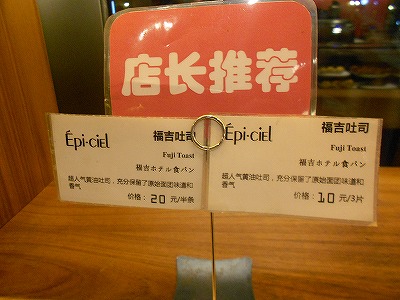 店长推荐
Épi·ciel
福吉吐司
Fuji Toast
福吉ホテル食パン
超人气黄油吐司，充分保留了原始面团味道和
香气
价格：20 元/半条
Épi·ciel
福吉吐司
Fuji Toast
福吉ホテル食パン
超人气黄油吐司，充分保留了原始面团味道和
香气
价格：10 元/3片